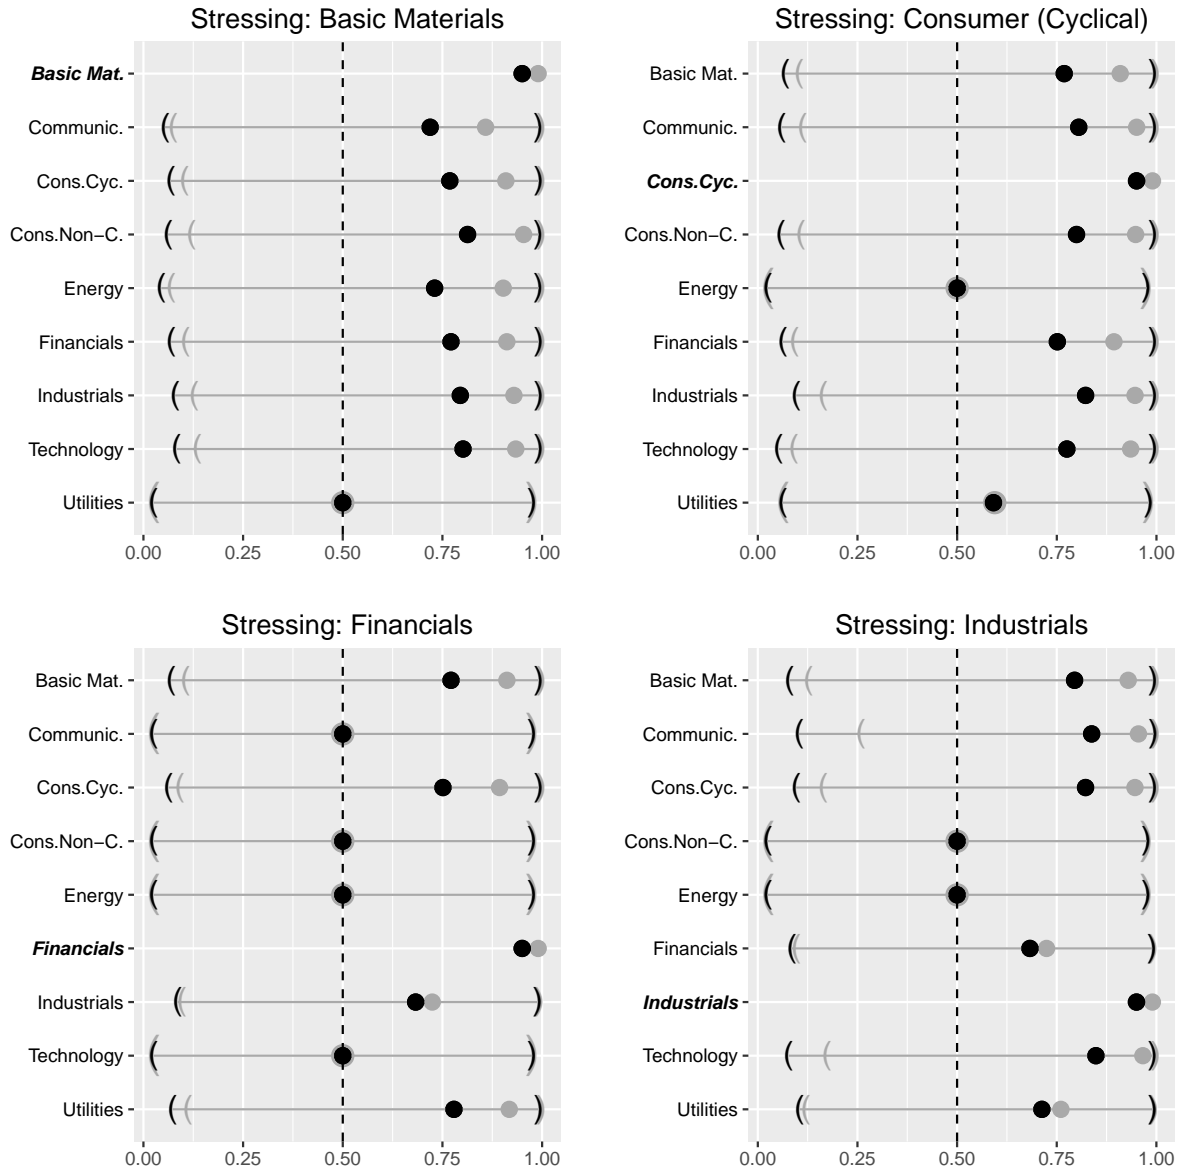 Stressing: Basic Materials
Basic Mat.
Communic.
Cons.Cyc.
Cons.Non−C.
Energy
Financials
Industrials
Technology
Utilities
0.00 0.25 0.50 0.75 1.00
Stressing: Consumer (Cyclical)
Basic Mat.
Communic.
Cons.Cyc.
Cons.Non−C.
Energy
Financials
Industrials
Technology
Utilities
0.00 0.25 0.50 0.75 1.00
Stressing: Financials
Basic Mat.
Communic.
Cons.Cyc.
Cons.Non−C.
Energy
Financials
Industrials
Technology
Utilities
0.00 0.25 0.50 0.75 1.00
Stressing: Industrials
Basic Mat.
Communic.
Cons.Cyc.
Cons.Non−C.
Energy
Financials
Industrials
Technology
Utilities
0.00 0.25 0.50 0.75 1.00